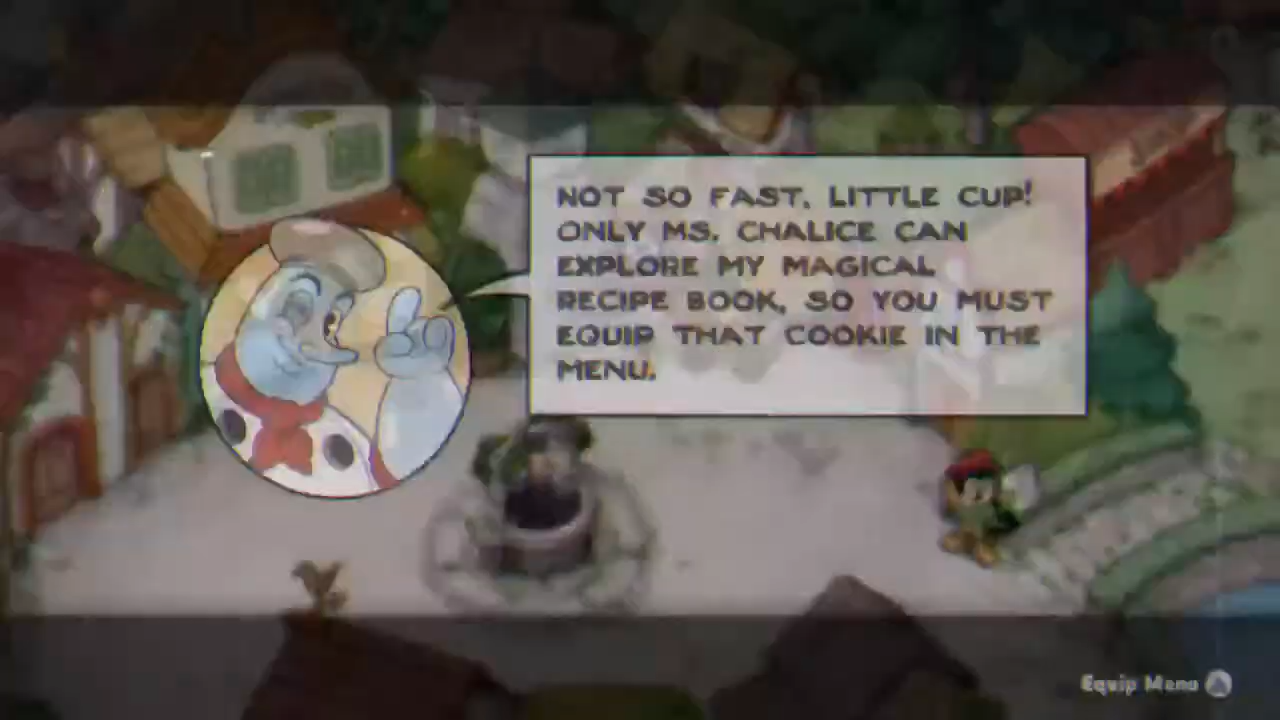 NOT SO FAST, LITTLE CUP!
ONLY MS. CHALICE CAN
EXPLORE MY MAGICAL
RECIPE BOOK, SO YOU MUST
EQUIP THAT COOKIE IN THE
MENU.
Equip Menu